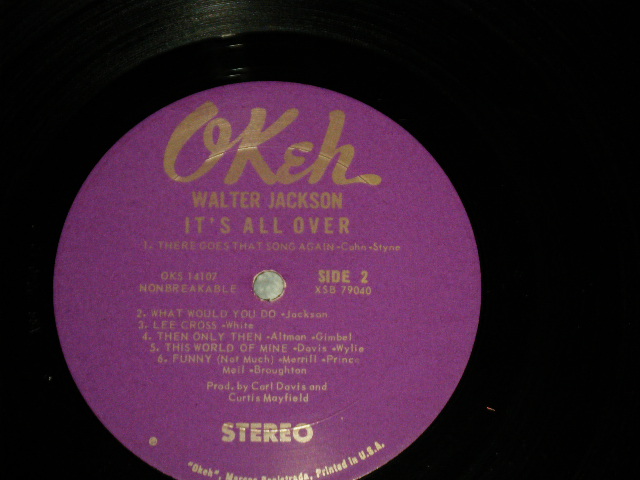 OKeh
WALTER JACKSON
IT'S ALL OVER
1. THERE GOES THAT SONG AGAIN -Cahn -Styne
OKS 14107
NONBREAKABLE
SIDE 2
XSB 79040
2. WHAT WOULD YOU DO -Jackson
3. LEE CROSS -White
4. THEN ONLY THEN -Altman -Gimbel
5. THIS WORLD OF MINE -Davis -Wylie
6. FUNNY (Not Much) -Merrill -Prince
Neil -Broughton
Prod. by Carl Davis and
Curtis Mayfield
STEREO
℗
"Okeh", Printed in U.S.A.